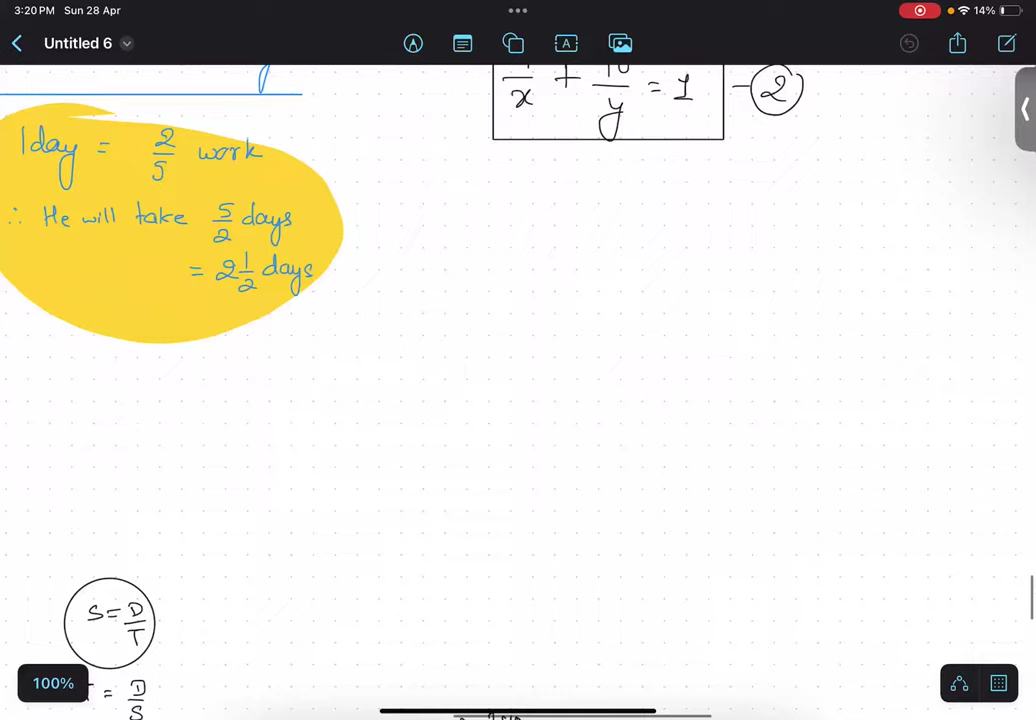 3:20 PM Sun 28 Apr
14%
Untitled 6
1day = 2/5 work
∴ He will take 5/2 days
= 2 1/2 days
/x + 10/y = 1 - 2
S = D/T
= D/S
100%